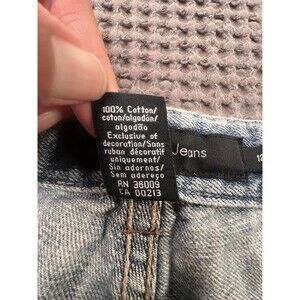 100% Cotton/
coton/algodón/
algodão
Exclusive of
decoration/Sans
ruban décoratif
uniquement/
Sin adornos/
Sem adereço
RN 36009
CA 00213
Jeans
12